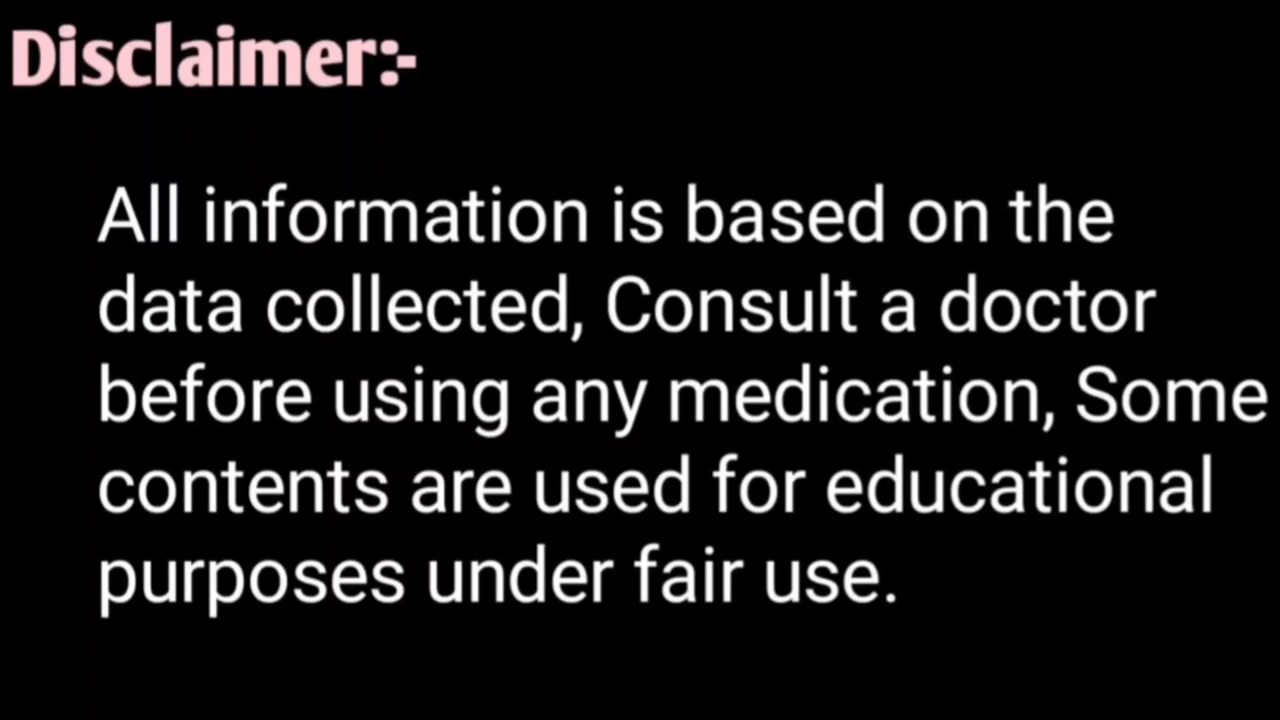 Disclaimer:-
All information is based on the
data collected, Consult a doctor
before using any medication, Some
contents are used for educational
purposes under fair use.